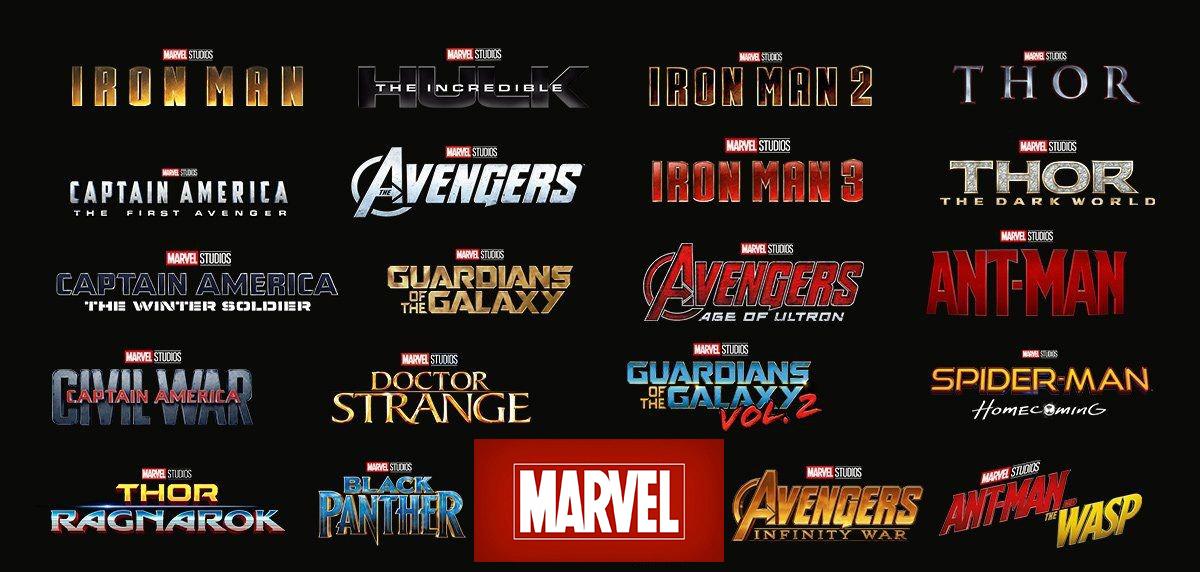 MARVEL STUDIOS
IRON MAN
MARVEL STUDIOS
THE INCREDIBLE
HULK
MARVEL STUDIOS
IRON MAN 2
MARVEL STUDIOS
THOR
MARVEL STUDIOS
CAPTAIN AMERICA
THE FIRST AVENGER
MARVEL STUDIOS
THE AVENGERS
MARVEL STUDIOS
IRON MAN 3
MARVEL STUDIOS
THOR
THE DARK WORLD
MARVEL STUDIOS
CAPTAIN AMERICA
THE WINTER SOLDIER
MARVEL STUDIOS
GUARDIANS
OF THE GALAXY
MARVEL STUDIOS
AVENGERS
AGE OF ULTRON
MARVEL STUDIOS
ANT-MAN
MARVEL STUDIOS
CIVIL WAR
CAPTAIN AMERICA
MARVEL STUDIOS
DOCTOR
STRANGE
MARVEL STUDIOS
GUARDIANS
OF THE GALAXY
VOL. 2
MARVEL STUDIOS
SPIDER-MAN
HOMECOMING
MARVEL STUDIOS
THOR
RAGNAROK
MARVEL STUDIOS
BLACK
PANTHER
MARVEL
MARVEL STUDIOS
AVENGERS
INFINITY WAR
MARVEL STUDIOS
ANT-MAN AND
THE WASP